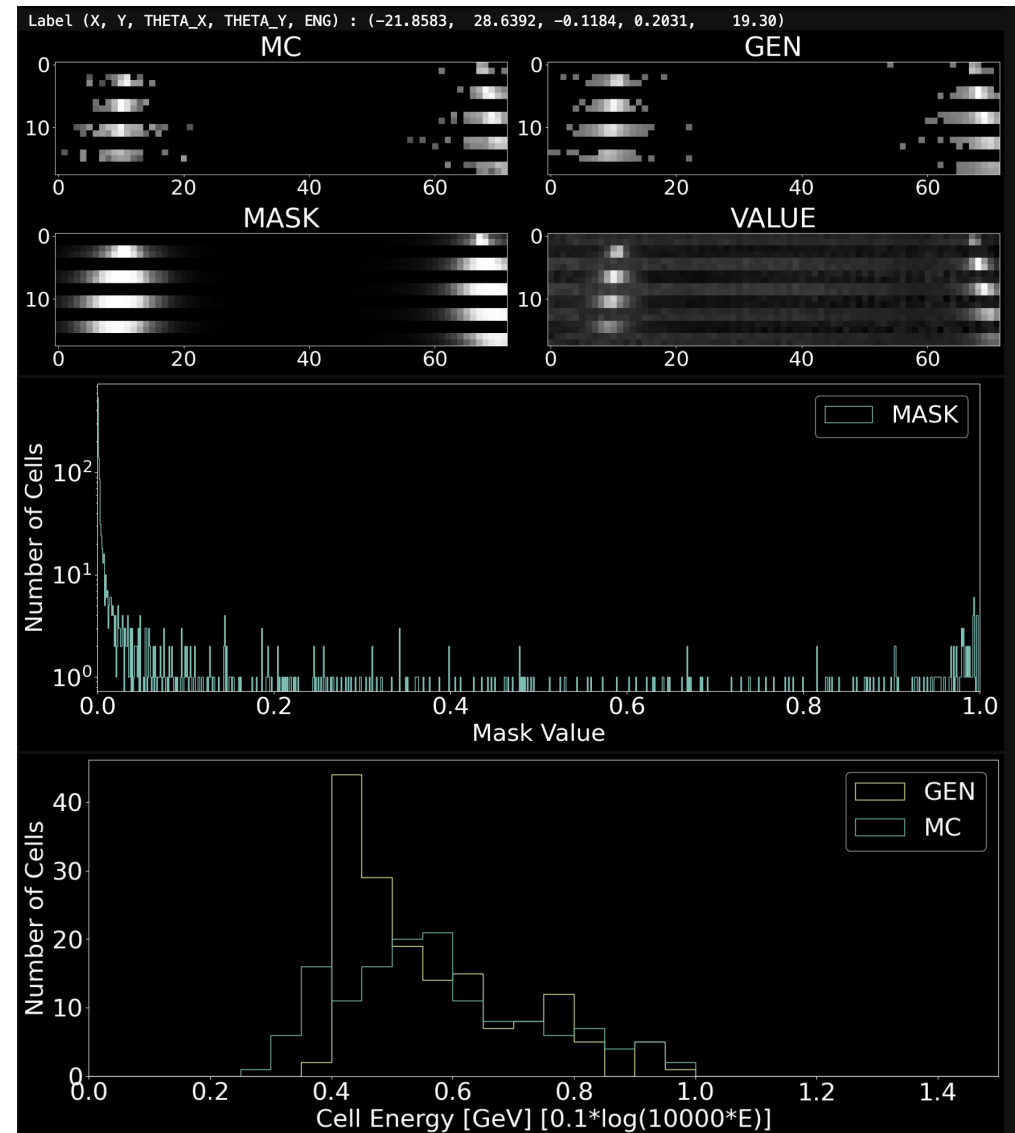 Label (X, Y, THETA_X, THETA_Y, ENG) : (-21.8583, 28.6392, -0.1184, 0.2031, 19.30)
MC GEN
0 0
10 10
0 20 40 60 0 20 40 60
MASK VALUE
0 0
10 10
0 20 40 60 0 20 40 60
MASK
Number of Cells
10²
10¹
10⁰
0.0 0.2 0.4 0.6 0.8 1.0
Mask Value
GEN
MC
Number of Cells
40
30
20
10
0
0.0 0.2 0.4 0.6 0.8 1.0 1.2 1.4
Cell Energy [GeV] [0.1*log(10000*E)]